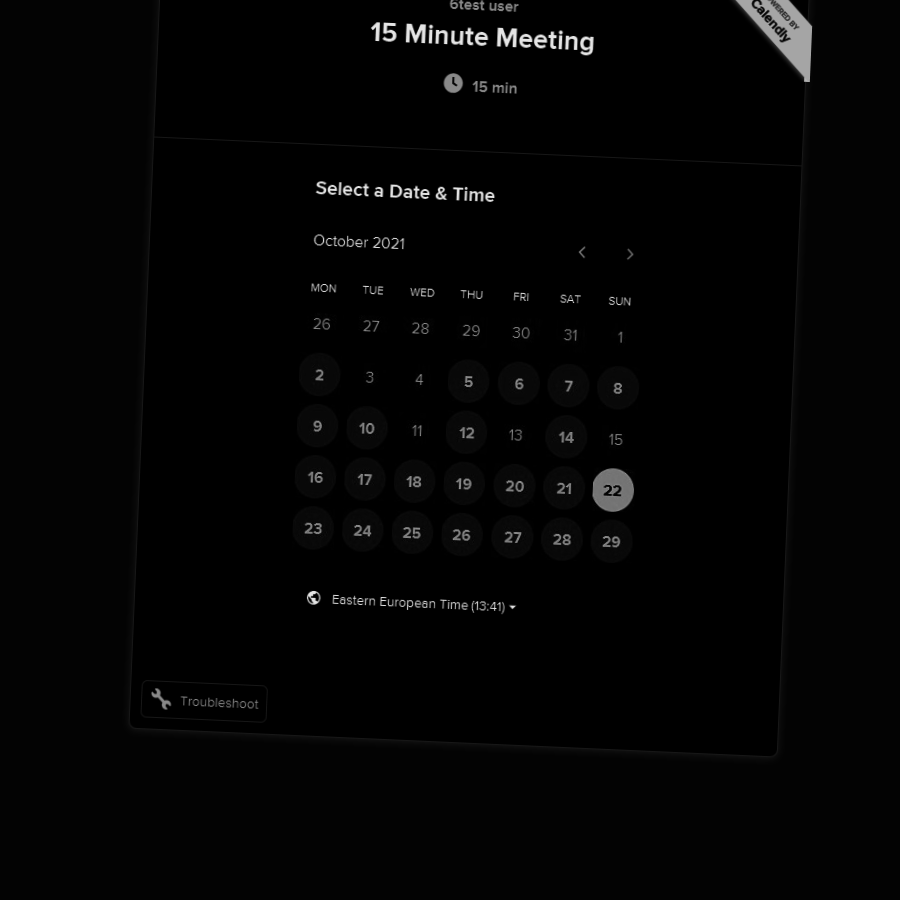 6test user
15 Minute Meeting
15 min
POWERED BY
Calendly
Select a Date & Time
October 2021
MON TUE WED THU FRI SAT SUN
26 27 28 29 30 31 1
2 3 4 5 6 7 8
9 10 11 12 13 14 15
16 17 18 19 20 21 22
23 24 25 26 27 28 29
Eastern European Time (13:41)
Troubleshoot